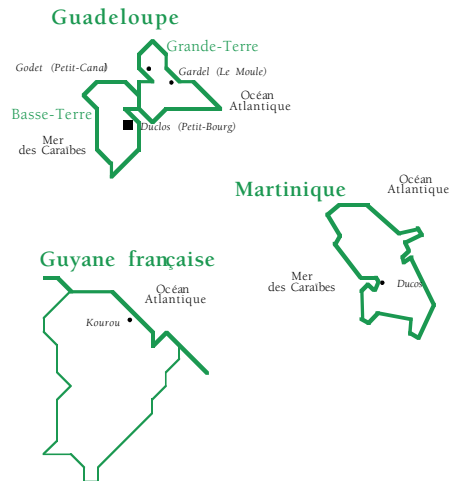 Guadeloupe
Grande-Terre
Godet (Petit-Canal)
Gardel (Le Moule)
Océan
Atlantique
Basse-Terre
Duclos (Petit-Bourg)
Mer
des Caraïbes
Océan
Atlantique
Martinique
Guyane française
Mer
des Caraïbes
Ducos
Océan
Atlantique
Kourou